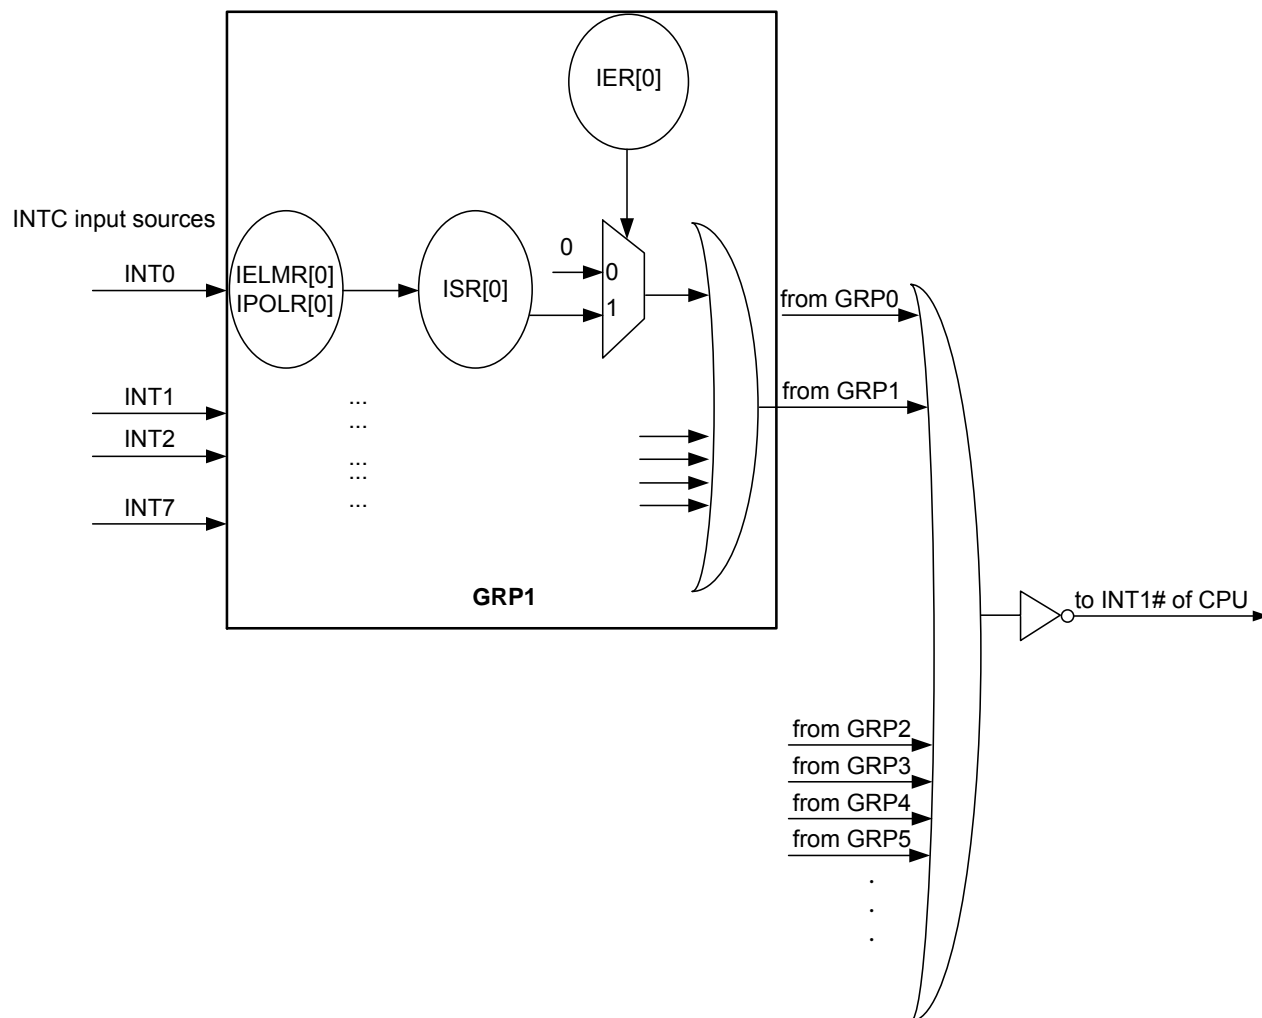 IER[0]
INTC input sources
INT0
IELMR[0]
IPOLR[0]
ISR[0]
0
0
1
from GRP0
INT1
...
from GRP1
...
INT2
...
...
INT7
...
GRP1
to INT1# of CPU
from GRP2
from GRP3
from GRP4
from GRP5
.
.
.